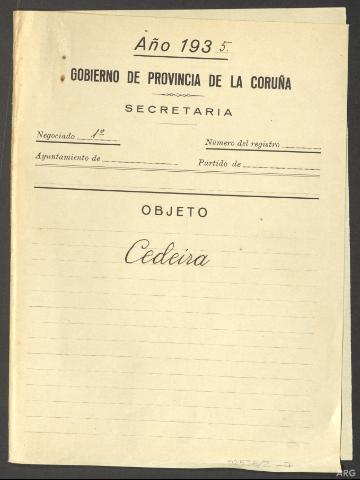 Año 1935.
GOBIERNO DE PROVINCIA DE LA CORUÑA
SECRETARIA
Negociado 1º
Número del registro
Ayuntamiento de
Partido de
OBJETO
Cedeira
ARG